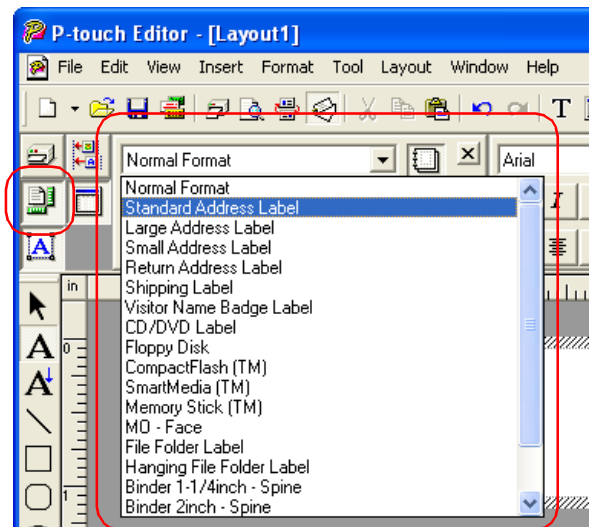 P-touch Editor - [Layout1]
File Edit View Insert Format Tool Layout Window Help
T
Normal Format
Arial
Normal Format
Standard Address Label
Large Address Label
Small Address Label
Return Address Label
Shipping Label
Visitor Name Badge Label
CD/DVD Label
Floppy Disk
CompactFlash (TM)
SmartMedia (TM)
Memory Stick (TM)
MO - Face
File Folder Label
Hanging File Folder Label
Binder 1-1/4inch - Spine
Binder 2inch - Spine
I
A
in
A
0
A
1